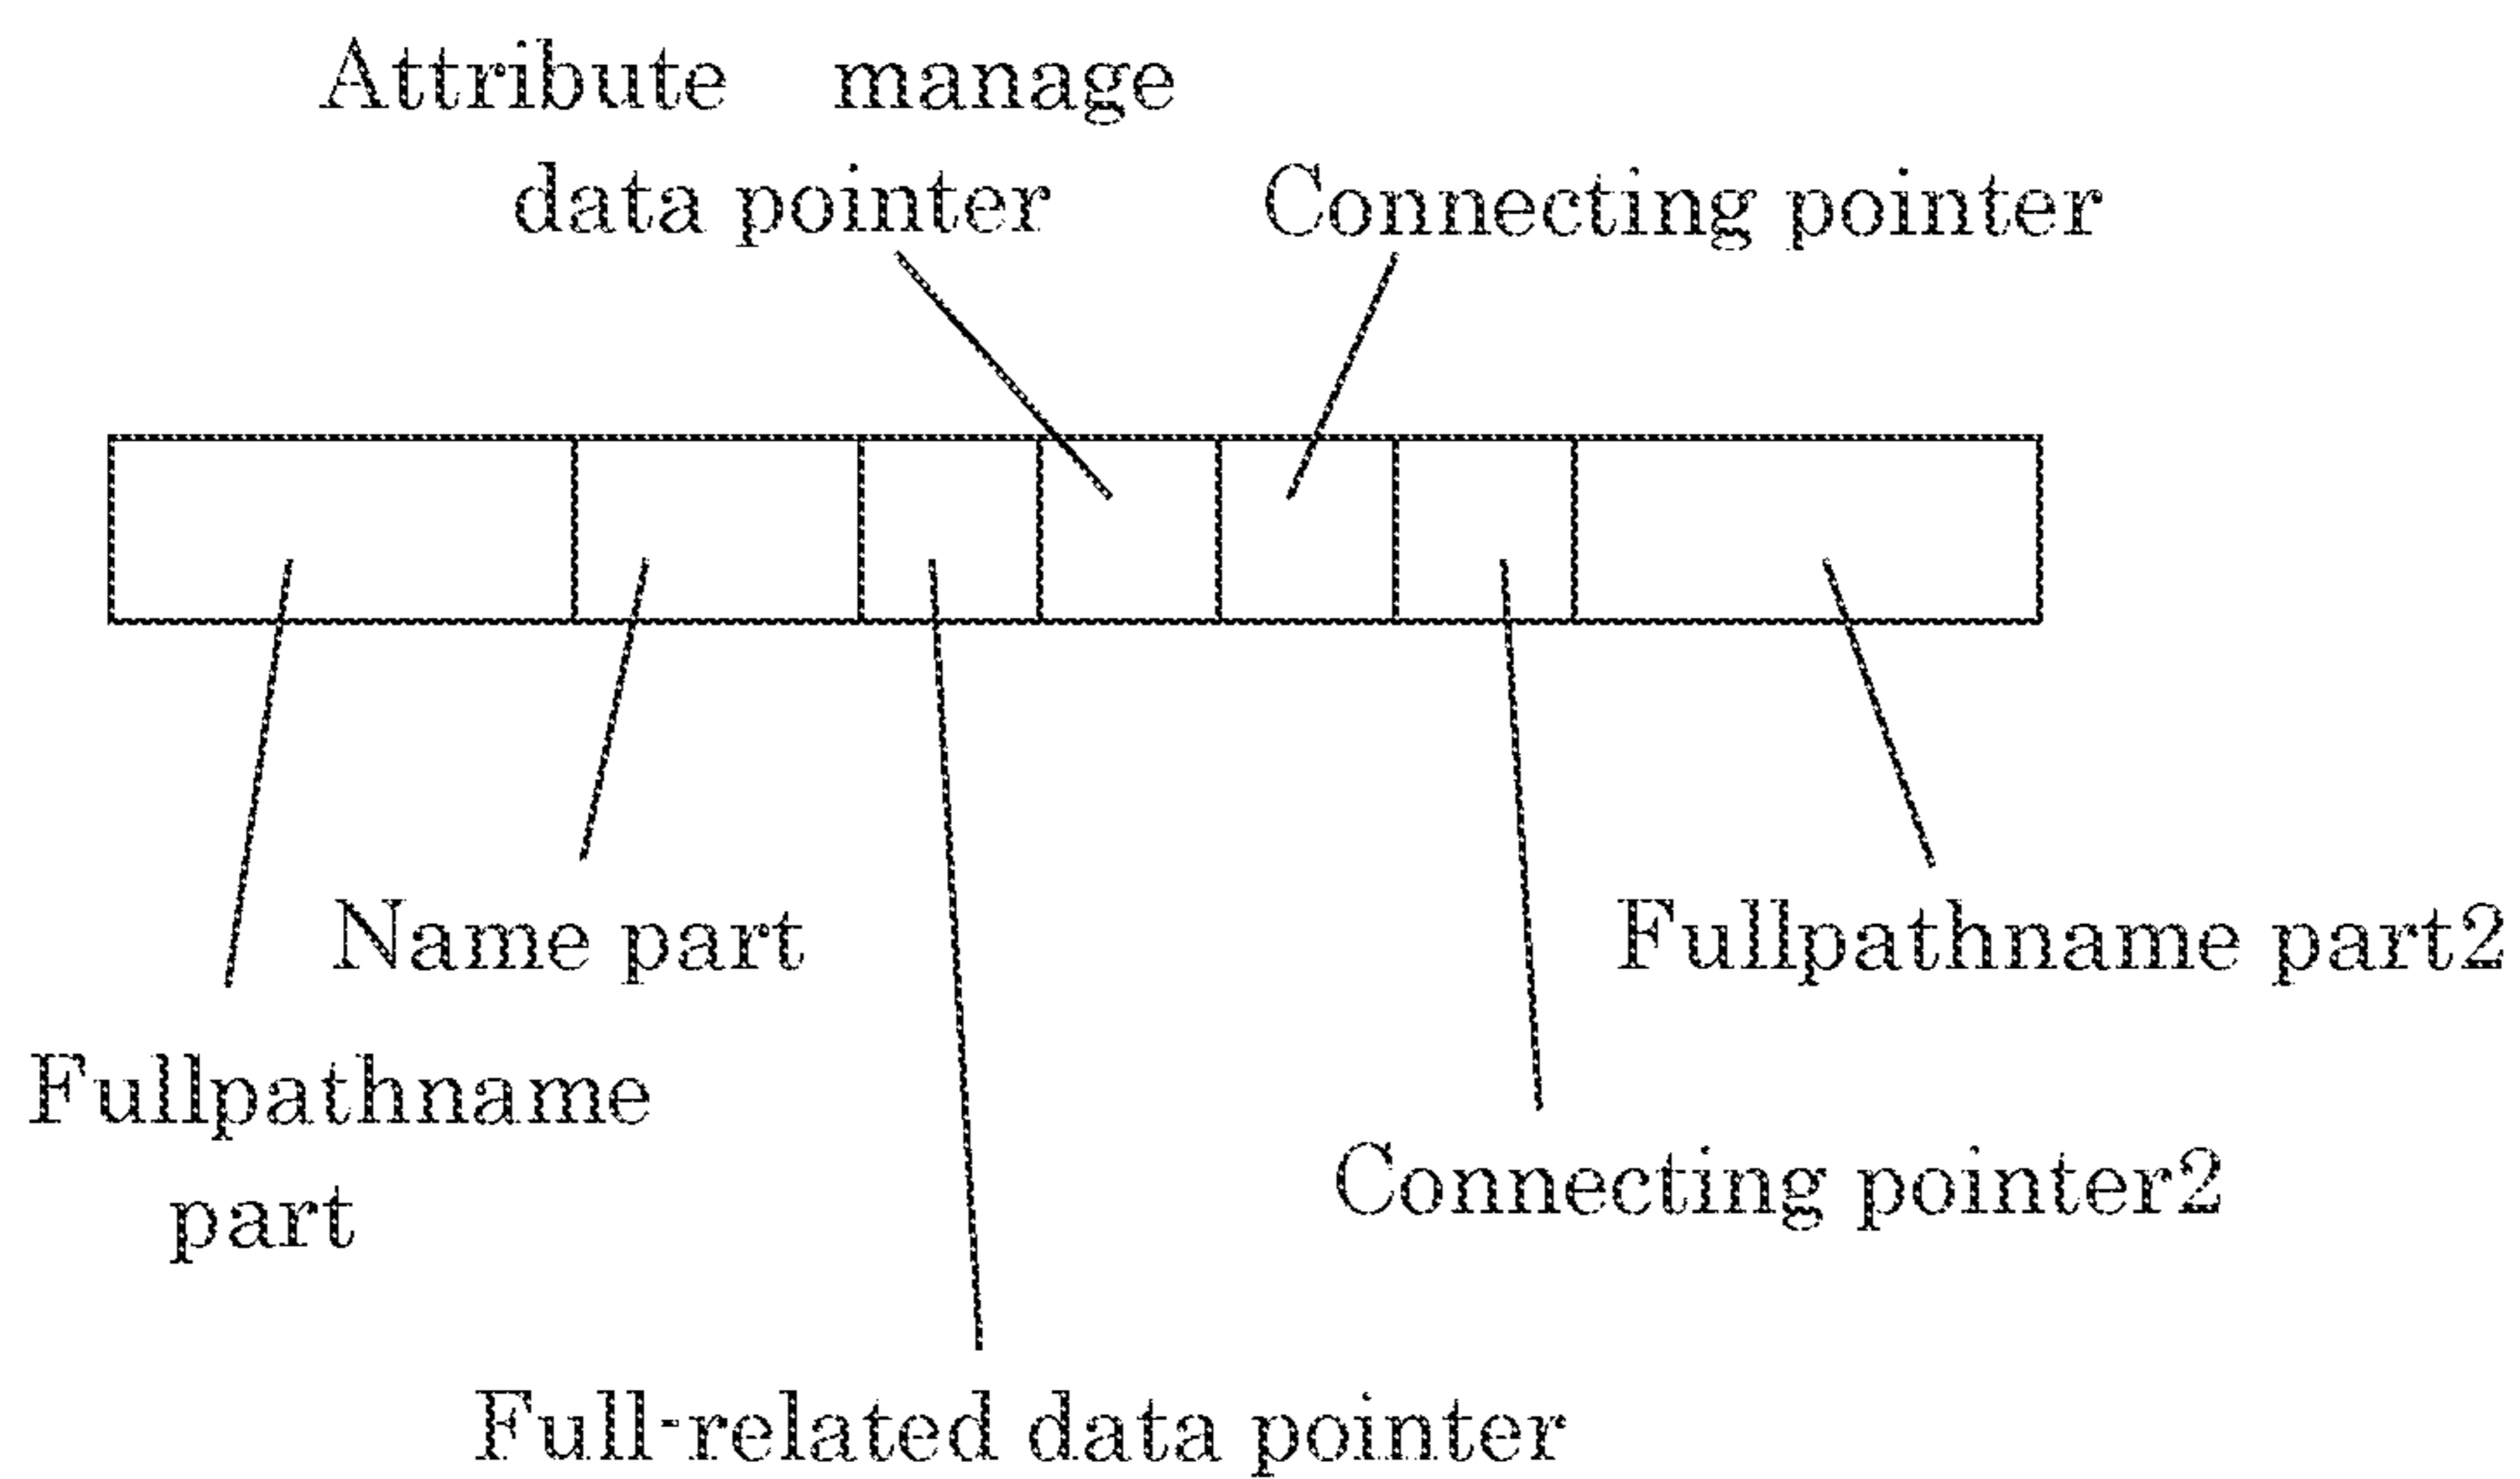 Attribute manage
data pointer
Connecting pointer
Name part
Fullpathname part2
Fullpathname
part
Connecting pointer2
Full-related data pointer